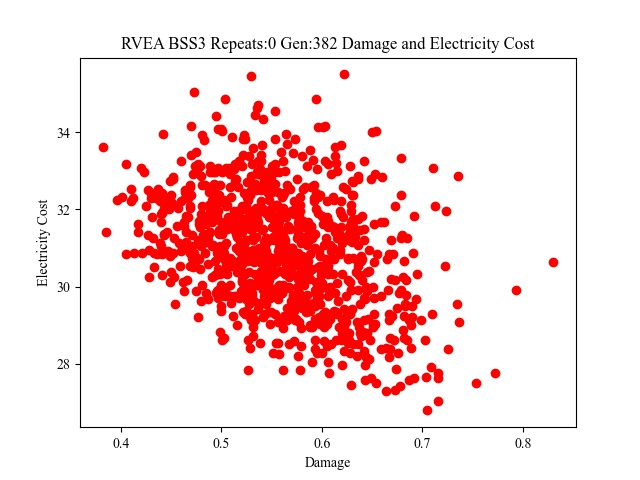 RVEA BSS3 Repeats:0 Gen:382 Damage and Electricity Cost
34
32
30
28
Electricity Cost
0.4 0.5 0.6 0.7 0.8
Damage